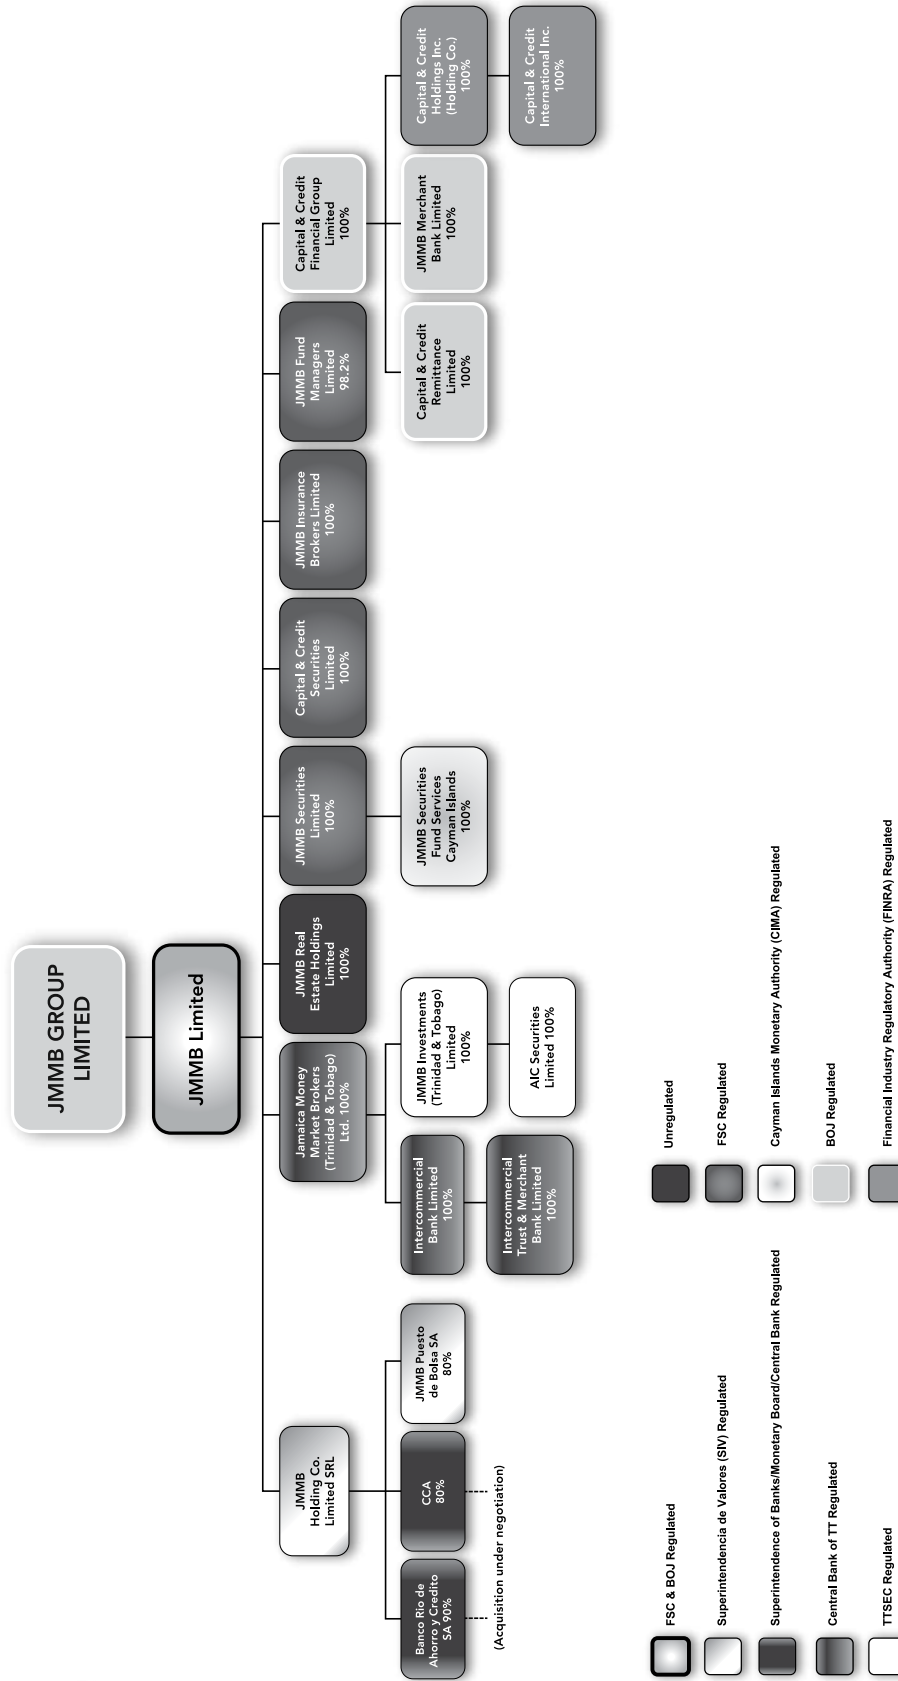 JMMB GROUP
LIMITED
JMMB Limited
JMMB
Holding Co.
Limited SRL
Jamaica Money
Market Brokers
(Trinidad & Tobago)
Ltd. 100%
JMMB Real
Estate Holdings
Limited
100%
JMMB Securities
Limited
100%
Capital & Credit
Securities
Limited
100%
JMMB Insurance
Brokers Limited
100%
JMMB Fund
Managers
Limited
98.2%
Capital & Credit
Financial Group
Limited
100%
Banco Rio de
Ahorro y Credito
SA 90%
CCA
80%
JMMB Puesto
de Bolsa SA
80%
(Acquisition under negotiation)
Intercommercial
Bank Limited
100%
JMMB Investments
(Trinidad & Tobago)
Limited
100%
Intercommercial
Trust & Merchant
Bank Limited
100%
AIC Securities
Limited 100%
JMMB Securities
Fund Services
Cayman Islands
100%
Capital & Credit
Remittance
Limited
100%
JMMB Merchant
Bank Limited
100%
Capital & Credit
Holdings Inc.
(Holding Co.)
100%
Capital & Credit
International Inc.
100%
FSC & BOJ Regulated
Superintendencia de Valores (SIV) Regulated
Superintendence of Banks/Monetary Board/Central Bank Regulated
Central Bank of TT Regulated
TTSEC Regulated
Unregulated
FSC Regulated
Cayman Islands Monetary Authority (CIMA) Regulated
BOJ Regulated
Financial Industry Regulatory Authority (FINRA) Regulated